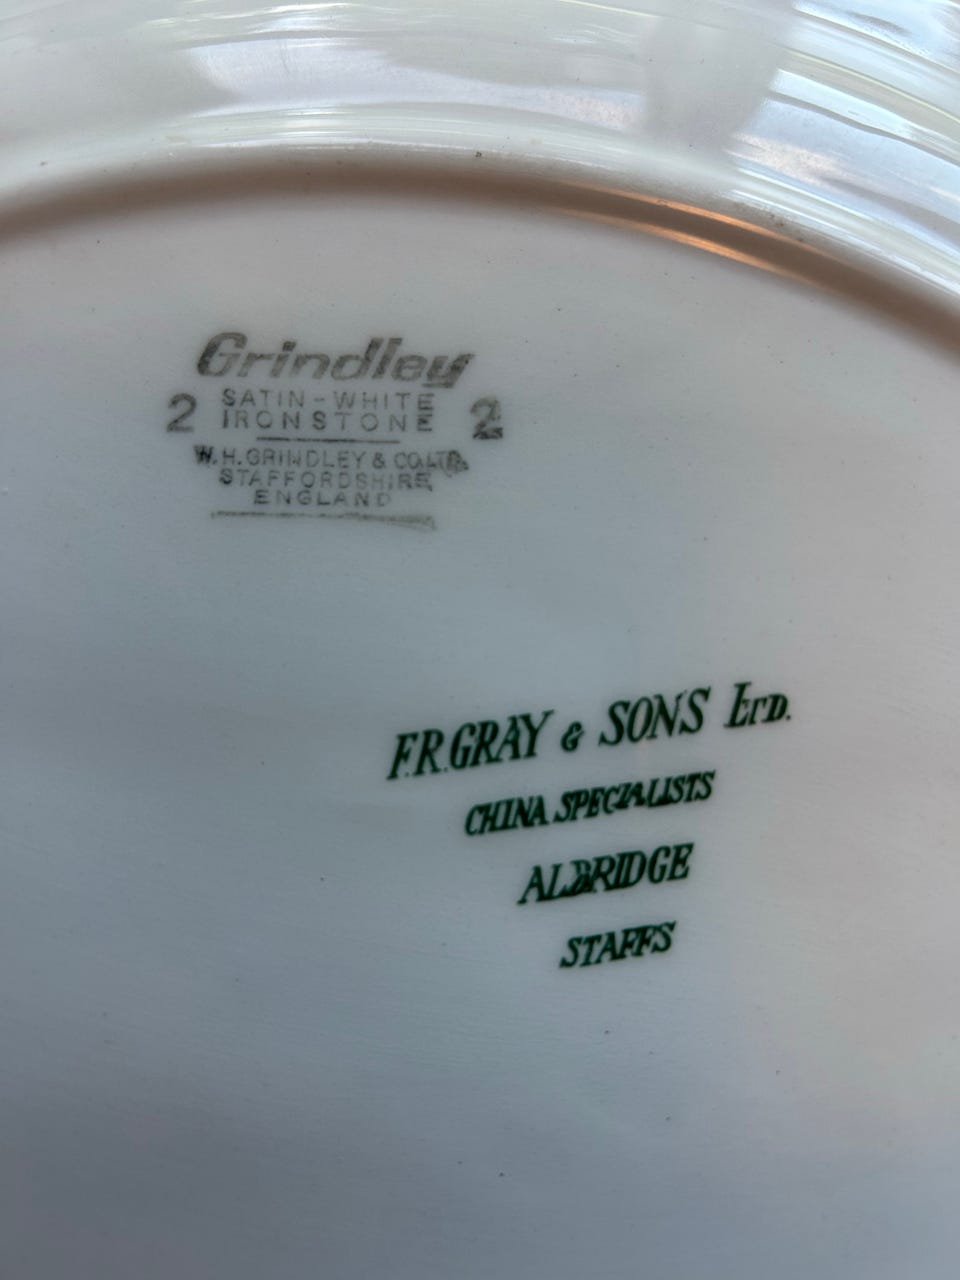 Grindley
2 SATIN-WHITE 2
IRONSTONE
W.H. GRINDLEY & CO. LTD.
STAFFORDSHIRE
ENGLAND
F.R. GRAY & SONS LTD.
CHINA SPECIALISTS
ALDRIDGE
STAFFS